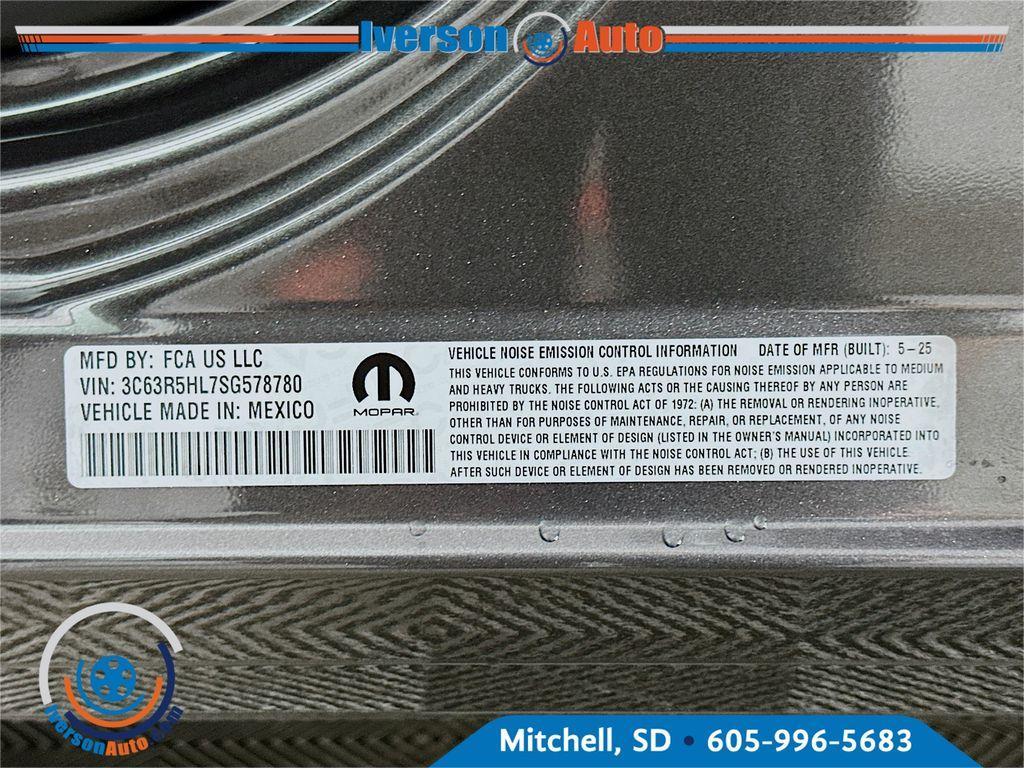 Iverson Auto
MFD BY: FCA US LLC
VIN: 3C63R5HL7SG578780
VEHICLE MADE IN: MEXICO
MOPAR
VEHICLE NOISE EMISSION CONTROL INFORMATION DATE OF MFR (BUILT): 5-25
THIS VEHICLE CONFORMS TO U.S. EPA REGULATIONS FOR NOISE EMISSION APPLICABLE TO MEDIUM
AND HEAVY TRUCKS. THE FOLLOWING ACTS OR THE CAUSING THEREOF BY ANY PERSON ARE
PROHIBITED BY THE NOISE CONTROL ACT OF 1972: (A) THE REMOVAL OR RENDERING INOPERATIVE,
OTHER THAN FOR PURPOSES OF MAINTENANCE, REPAIR, OR REPLACEMENT, OF ANY NOISE
CONTROL DEVICE OR ELEMENT OF DESIGN (LISTED IN THE OWNER'S MANUAL) INCORPORATED INTO
THIS VEHICLE IN COMPLIANCE WITH THE NOISE CONTROL ACT; (B) THE USE OF THIS VEHICLE
AFTER SUCH DEVICE OR ELEMENT OF DESIGN HAS BEEN REMOVED OR RENDERED INOPERATIVE.
IversonAuto.Com
Mitchell, SD • 605-996-5683